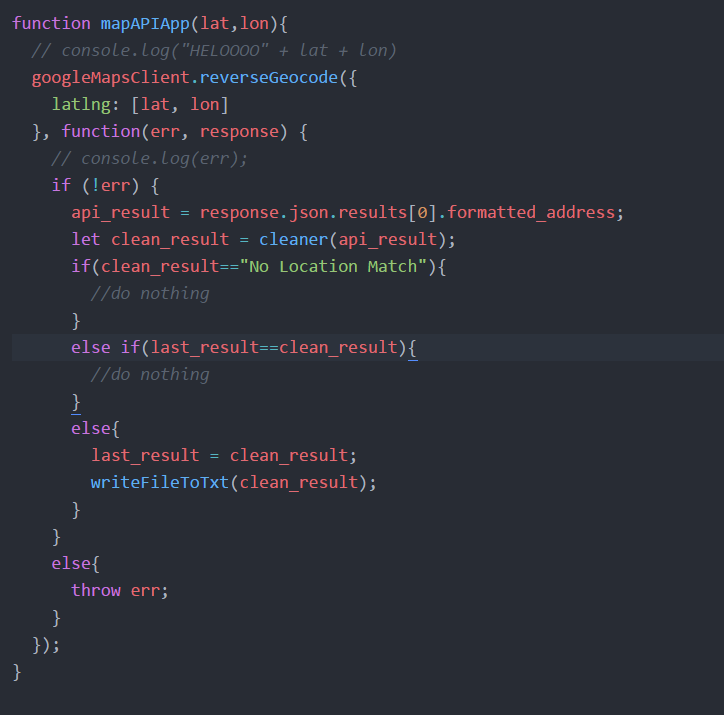 function mapAPIApp(lat,lon){
  // console.log("HELOOOO" + lat + lon)
  googleMapsClient.reverseGeocode({
    latlng: [lat, lon]
  }, function(err, response) {
    // console.log(err);
    if (!err) {
      api_result = response.json.results[0].formatted_address;
      let clean_result = cleaner(api_result);
      if(clean_result=="No Location Match"){
        //do nothing
      }
      else if(last_result==clean_result){
        //do nothing
      }
      else{
        last_result = clean_result;
        writeFileToTxt(clean_result);
      }
    }
    else{
      throw err;
    }
  });
}